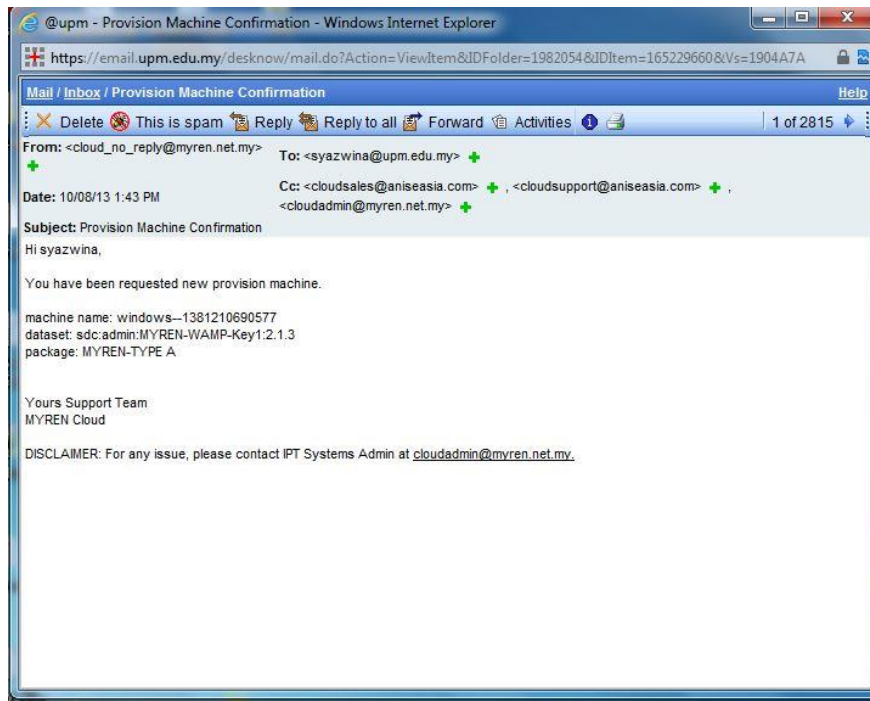 @upm - Provision Machine Confirmation - Windows Internet Explorer
https://email.upm.edu.my/desknow/mail.do?Action=ViewItem&IDFolder=1982054&IDItem=165229660&Vs=1904A7A
Mail / Inbox / Provision Machine Confirmation Help
Delete This is spam Reply Reply to all Forward Activities 1 of 2815
From: <cloud_no_reply@myren.net.my> To: <syazwina@upm.edu.my>
Date: 10/08/13 1:43 PM Cc: <cloudsales@aniseasia.com> , <cloudsupport@aniseasia.com> ,
<cloudadmin@myren.net.my>
Subject: Provision Machine Confirmation
Hi syazwina,
You have been requested new provision machine.
machine name: windows--1381210690577
dataset: sdc:admin:MYREN-WAMP-Key1:2.1.3
package: MYREN-TYPE A
Yours Support Team
MYREN Cloud
DISCLAIMER: For any issue, please contact IPT Systems Admin at cloudadmin@myren.net.my.